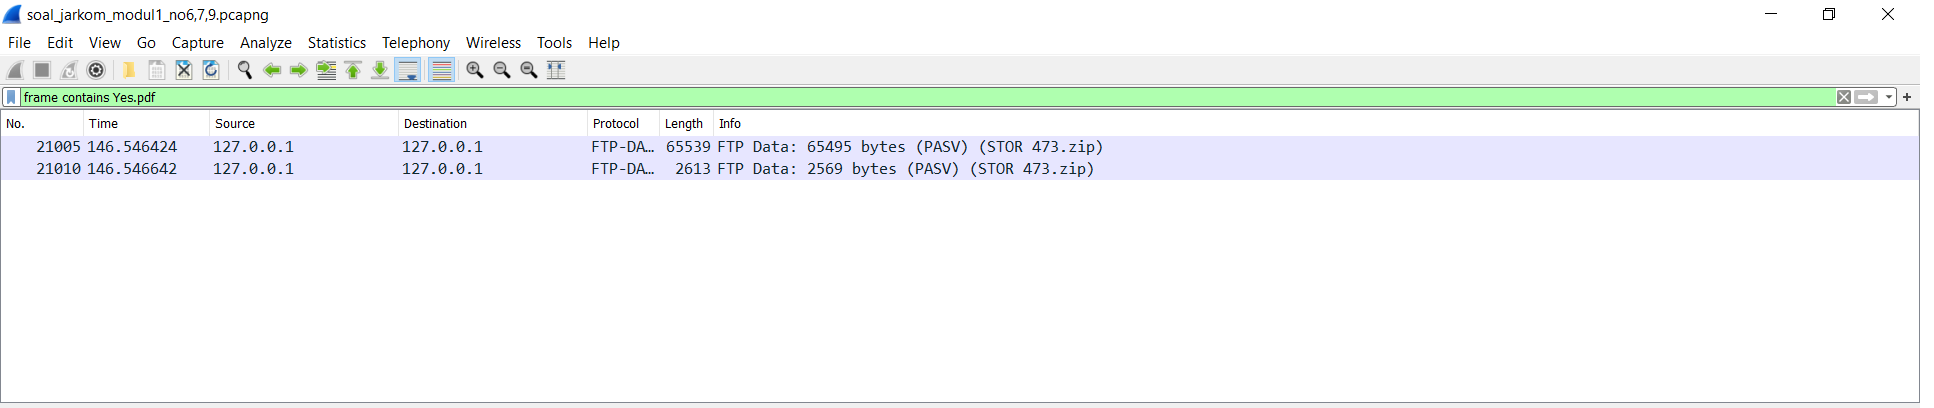 soal_jarkom_modul1_no6,7,9.pcapng
File Edit View Go Capture Analyze Statistics Telephony Wireless Tools Help
frame contains Yes.pdf
No. Time Source Destination Protocol Length Info
21005 146.546424 127.0.0.1 127.0.0.1 FTP-DA… 65539 FTP Data: 65495 bytes (PASV) (STOR 473.zip)
21010 146.546642 127.0.0.1 127.0.0.1 FTP-DA… 2613 FTP Data: 2569 bytes (PASV) (STOR 473.zip)